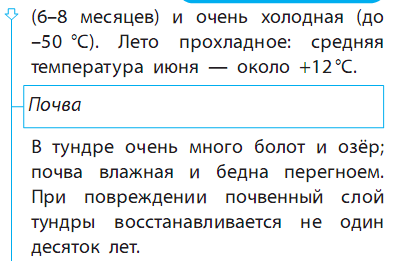 (6–8 месяцев) и очень холодная (до
–50 °С). Лето прохладное: средняя
температура июня — около +12 °С.
Почва
В тундре очень много болот и озёр;
почва влажная и бедна перегноем.
При повреждении почвенный слой
тундры восстанавливается не один
десяток лет.